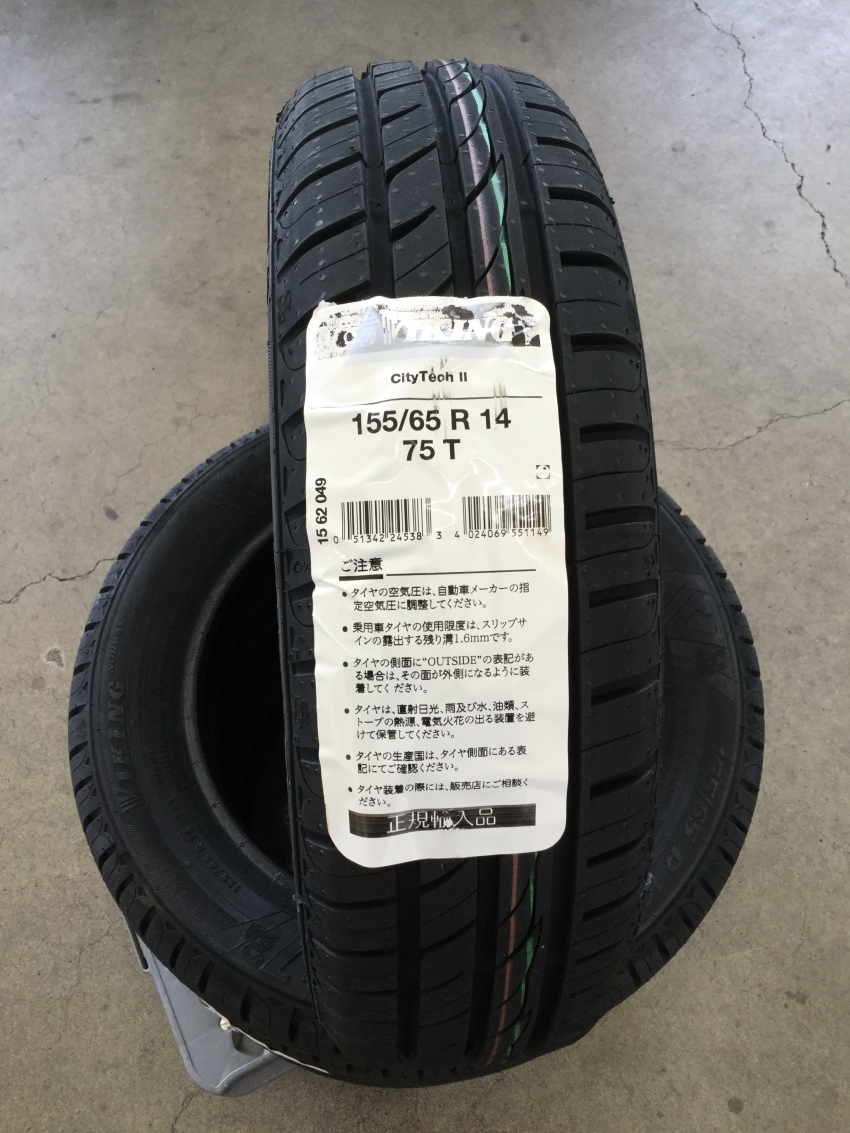 VIKING
CityTech II
155/65 R 14
75 T
15 62 049
0 51342 24538 3
4 024069 551149
ご注意
• タイヤの空気圧は、自動車メーカーの指
定空気圧に調整してください。
• 乗用車タイヤの使用限度は、スリップサ
インの露出する残り溝1.6mmです。
• タイヤの側面に"OUTSIDE"の表記があ
る場合は、その面が外側になるように装
着してください。
• タイヤは、直射日光、雨及び水、油類、ス
トーブの熱源、電気火花の出る装置を避
けて保管してください。
• タイヤの生産国は、タイヤ側面にある表
記にてご確認ください。
• タイヤ装着の際には、販売店にご相談く
ださい。
正規輸入品
VIKING
155/65 R